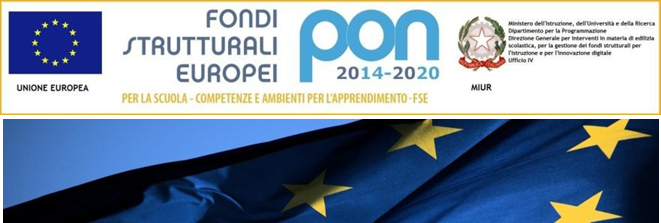 UNIONE EUROPEA
FONDI
STRUTTURALI
EUROPEI
pon
2014-2020
PER LA SCUOLA - COMPETENZE E AMBIENTI PER L'APPRENDIMENTO -FSE
MIUR
Ministero dell'Istruzione, dell'Università e della Ricerca
Dipartimento per la Programmazione
Direzione Generale per interventi in materia di edilizia
scolastica, per la gestione dei fondi strutturali per
l'istruzione e per l'innovazione digitale
Ufficio IV